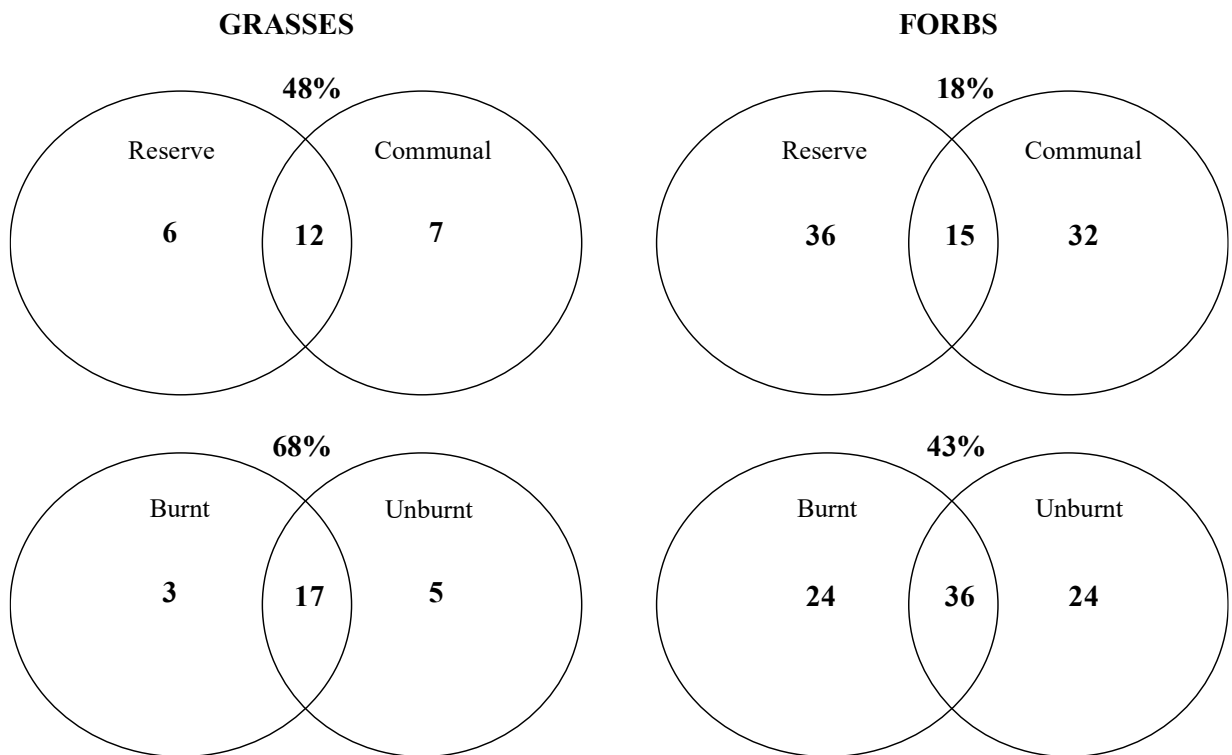 GRASSES FORBS
48% 18%
Reserve Communal Reserve Communal
6 12 7 36 15 32
68% 43%
Burnt Unburnt Burnt Unburnt
3 17 5 24 36 24